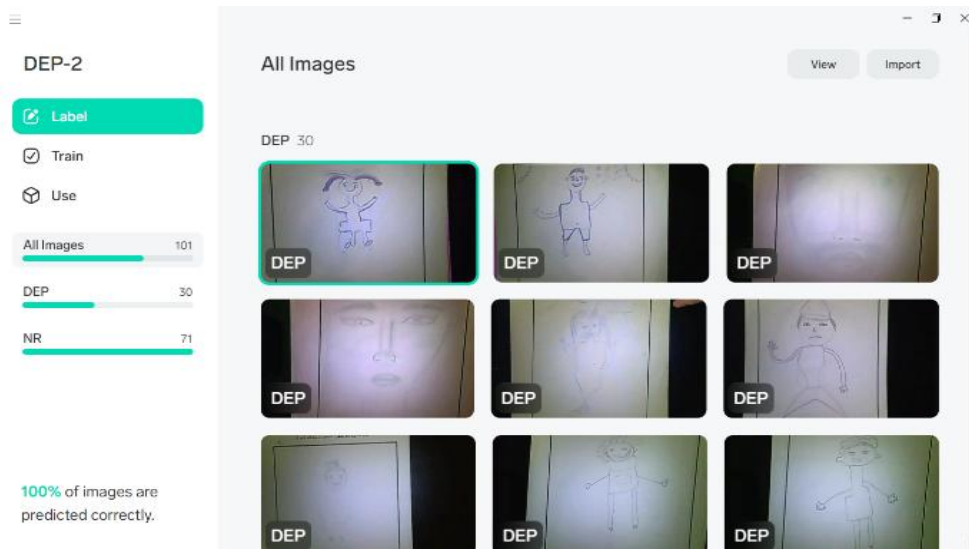 DEP-2
Label
Train
Use
All Images 101
DEP 30
NR 71
100% of images are
predicted correctly.
All Images
View Import
DEP 30
DEP DEP DEP
DEP DEP DEP
DEP DEP DEP